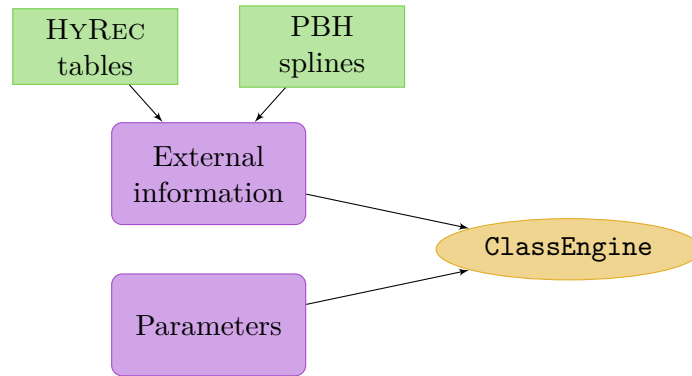 HyRec
tables
PBH
splines
External
information
ClassEngine
Parameters